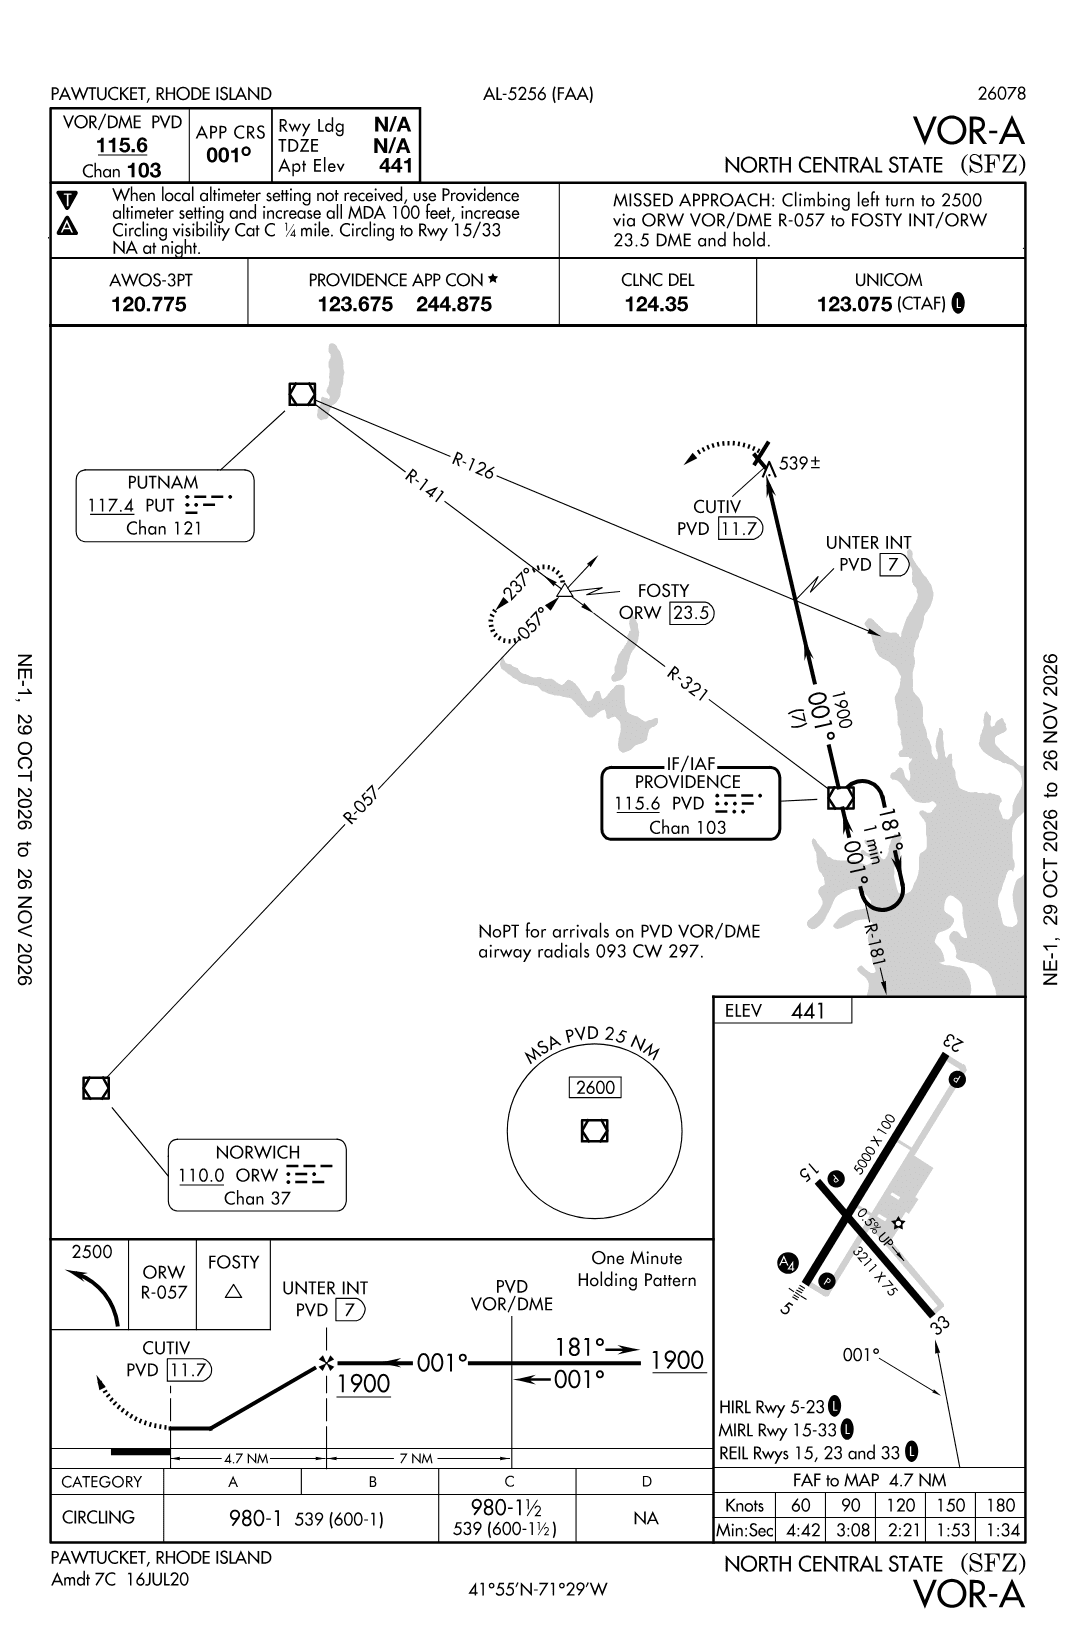 PAWTUCKET, RHODE ISLAND
AL-5256 (FAA)
26078
VOR/DME PVD
115.6
Chan 103
APP CRS
001°
Rwy Ldg N/A
TDZE N/A
Apt Elev 441
VOR-A
NORTH CENTRAL STATE (SFZ)
T
A
When local altimeter setting not received, use Providence
altimeter setting and increase all MDA 100 feet, increase
Circling visibility Cat C ¼ mile. Circling to Rwy 15/33
NA at night.
MISSED APPROACH: Climbing left turn to 2500
via ORW VOR/DME R-057 to FOSTY INT/ORW
23.5 DME and hold.
AWOS-3PT
120.775
PROVIDENCE APP CON ★
123.675 244.875
CLNC DEL
124.35
UNICOM
123.075 (CTAF) L
PUTNAM
117.4 PUT
Chan 121
R-126
R-141
539±
CUTIV
PVD 11.7
UNTER INT
PVD 7
237°
057°
FOSTY
ORW 23.5
R-321
1900
001°
(7)
R-057
IF/IAF
PROVIDENCE
115.6 PVD
Chan 103
181°
1 min
001°
R-181
NoPT for arrivals on PVD VOR/DME
airway radials 093 CW 297.
MSA PVD 25 NM
2600
NORWICH
110.0 ORW
Chan 37
NE-1, 29 OCT 2026 to 26 NOV 2026
NE-1, 29 OCT 2026 to 26 NOV 2026
ELEV 441
23
P
5000 X 100
15
P
0.5% UP
3211 X 75
A4
P
5
33
001°
HIRL Rwy 5-23 L
MIRL Rwy 15-33 L
REIL Rwys 15, 23 and 33 L
FAF to MAP 4.7 NM
Knots 60 90 120 150 180
Min:Sec 4:42 3:08 2:21 1:53 1:34
2500
ORW
R-057
FOSTY
UNTER INT
PVD 7
PVD
VOR/DME
One Minute
Holding Pattern
CUTIV
PVD 11.7
001°
181°
001°
1900
1900
4.7 NM
7 NM
CATEGORY A B C D
CIRCLING 980-1 539 (600-1) 980-1½ 539 (600-1½) NA
PAWTUCKET, RHODE ISLAND
Amdt 7C 16JUL20
41°55'N-71°29'W
NORTH CENTRAL STATE (SFZ)
VOR-A